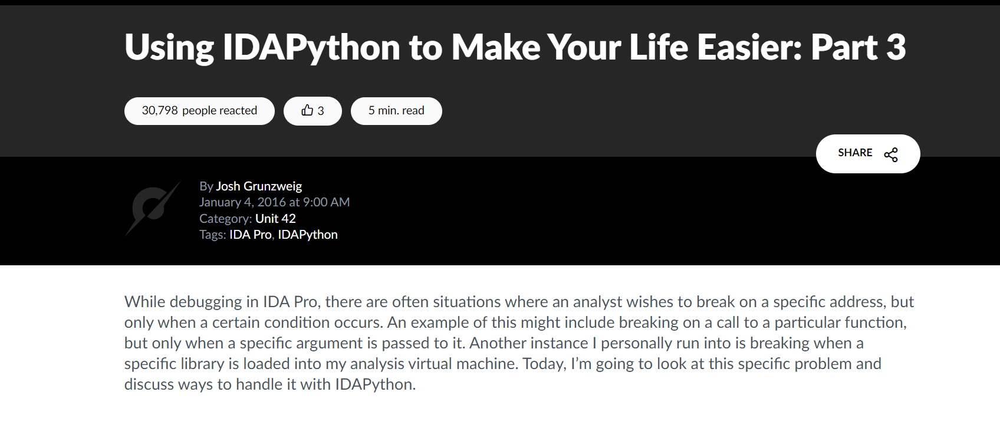 Using IDAPython to Make Your Life Easier: Part 3
30,798 people reacted
3
5 min. read
SHARE
By Josh Grunzweig
January 4, 2016 at 9:00 AM
Category: Unit 42
Tags: IDA Pro, IDAPython
While debugging in IDA Pro, there are often situations where an analyst wishes to break on a specific address, but
only when a certain condition occurs. An example of this might include breaking on a call to a particular function,
but only when a specific argument is passed to it. Another instance I personally run into is breaking when a
specific library is loaded into my analysis virtual machine. Today, I’m going to look at this specific problem and
discuss ways to handle it with IDAPython.